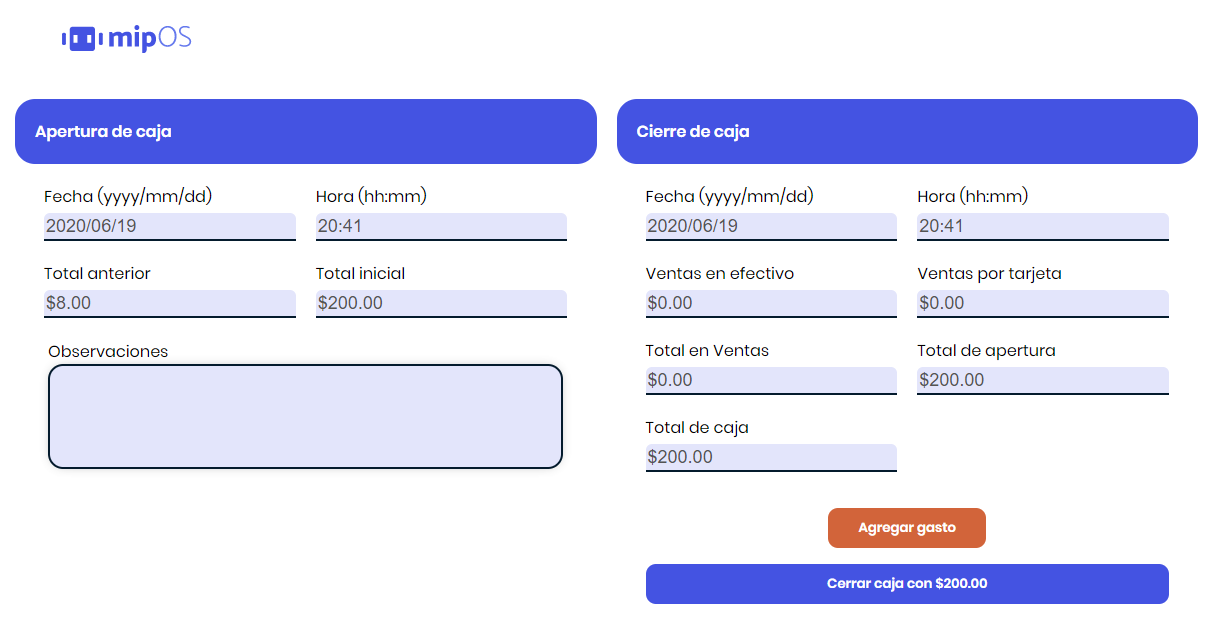 mipOS
Apertura de caja
Fecha (yyyy/mm/dd) Hora (hh:mm)
2020/06/19 20:41
Total anterior Total inicial
$8.00 $200.00
Observaciones
Cierre de caja
Fecha (yyyy/mm/dd) Hora (hh:mm)
2020/06/19 20:41
Ventas en efectivo Ventas por tarjeta
$0.00 $0.00
Total en Ventas Total de apertura
$0.00 $200.00
Total de caja
$200.00
Agregar gasto
Cerrar caja con $200.00